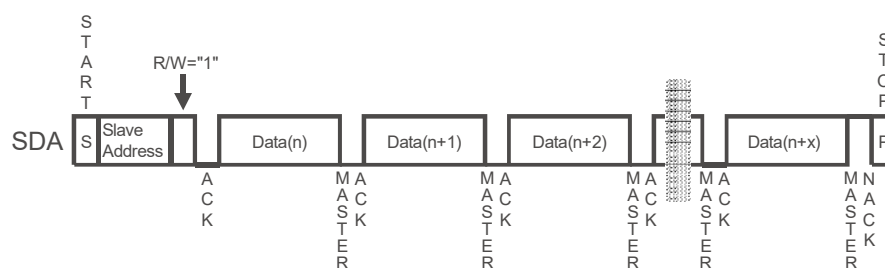 START
R/W="1"
STOP
SDA
S
Slave
Address
Data(n)
Data(n+1)
Data(n+2)
Data(n+x)
P
ACK
MASTER
ACK
MASTER
ACK
MASTER
ACK
MASTER
ACK
MASTER
NACK